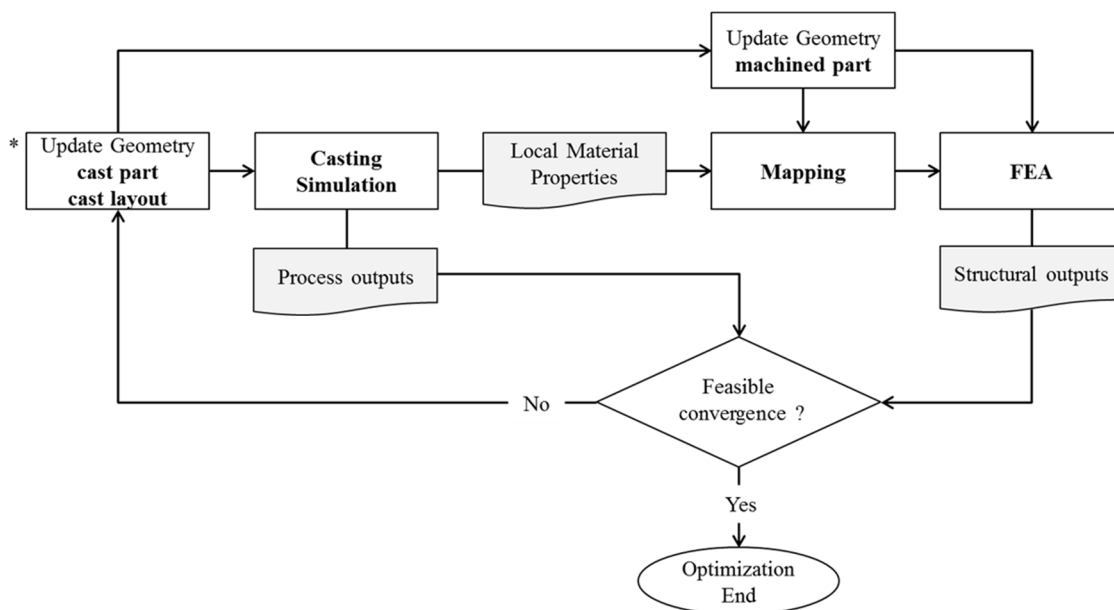 Update Geometry
machined part
*
Update Geometry
cast part
cast layout
Casting
Simulation
Local Material
Properties
Mapping
FEA
Process outputs
Structural outputs
Feasible
convergence ?
No
Yes
Optimization
End